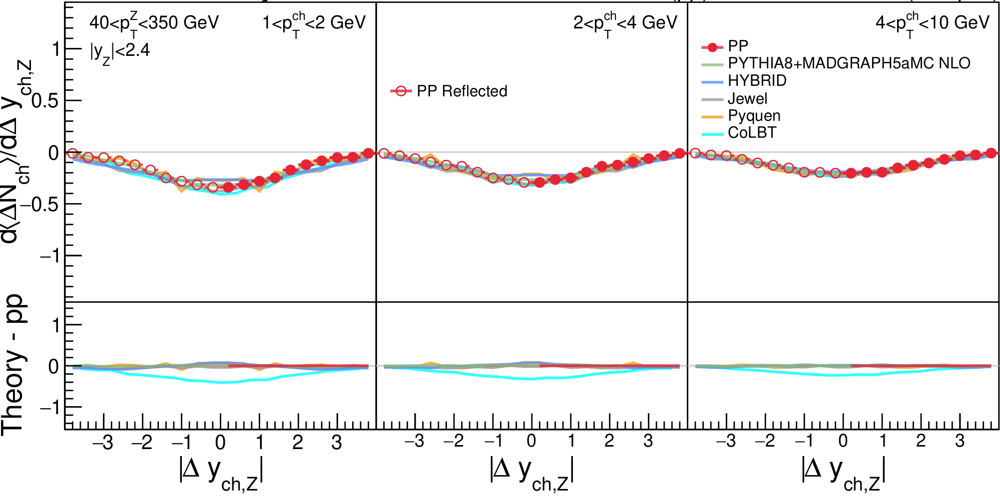 40<p_T^Z<350 GeV
|y_Z|<2.4
1<p_T^ch<2 GeV
2<p_T^ch<4 GeV
4<p_T^ch<10 GeV
PP Reflected
PP
PYTHIA8+MADGRAPH5aMC NLO
HYBRID
Jewel
Pyquen
CoLBT
d⟨ΔN_ch⟩/dΔ y_ch,Z
1
0.5
0
−0.5
−1
Theory - pp
1
0
−1
−3 −2 −1 0 1 2 3
−3 −2 −1 0 1 2 3
−3 −2 −1 0 1 2 3
|Δ y_ch,Z|
|Δ y_ch,Z|
|Δ y_ch,Z|